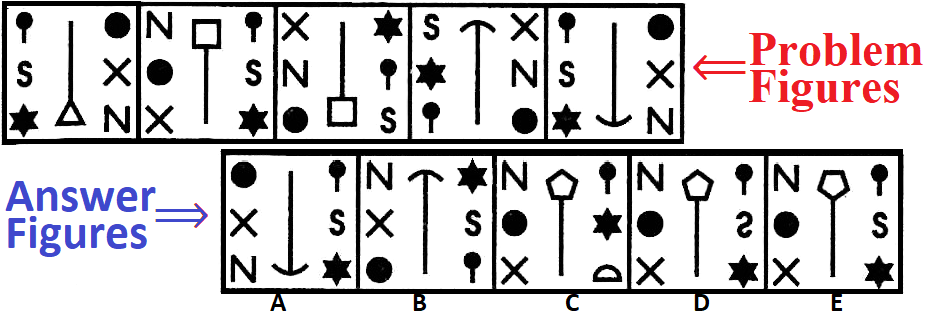 N X S X
S X S N N S X
N X S N
Problem
Figures
N N N N
X S X S S S
N X X X
Answer
Figures
A B C D E